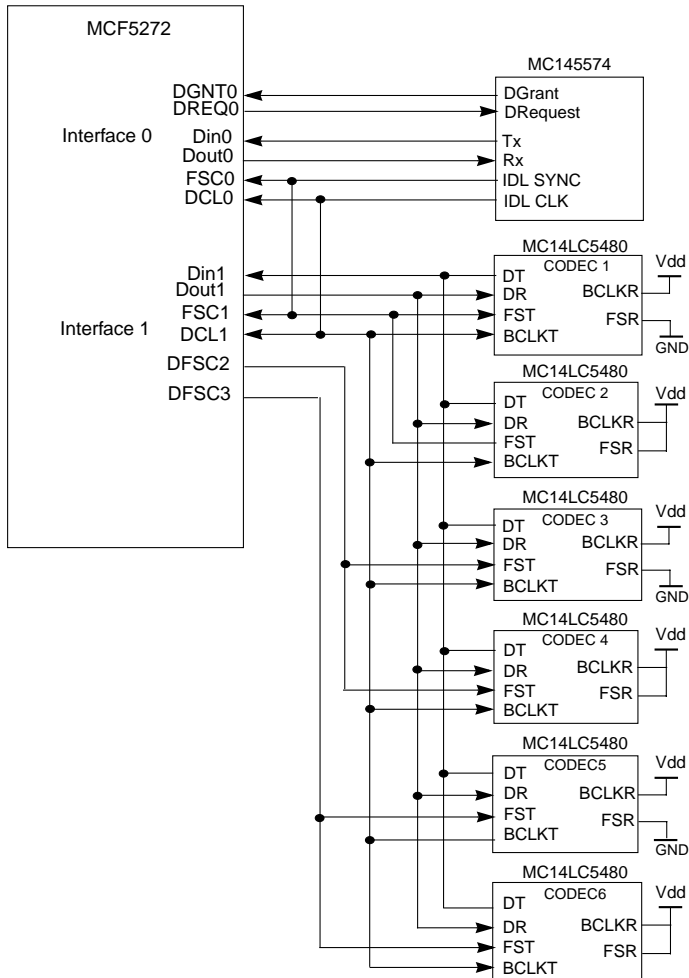 MCF5272
Interface 0
DGNT0
DREQ0
Din0
Dout0
FSC0
DCL0
Interface 1
Din1
Dout1
FSC1
DCL1
DFSC2
DFSC3
MC145574
DGrant
DRequest
Tx
Rx
IDL SYNC
IDL CLK
MC14LC5480
CODEC 1
DT
DR
FST
BCLKT
BCLKR
FSR
Vdd
GND
MC14LC5480
CODEC 2
DT
DR
FST
BCLKT
BCLKR
FSR
Vdd
MC14LC5480
CODEC 3
DT
DR
FST
BCLKT
BCLKR
FSR
Vdd
GND
MC14LC5480
CODEC 4
DT
DR
FST
BCLKT
BCLKR
FSR
Vdd
MC14LC5480
CODEC5
DT
DR
FST
BCLKT
BCLKR
FSR
Vdd
GND
MC14LC5480
CODEC6
DT
DR
FST
BCLKT
BCLKR
FSR
Vdd